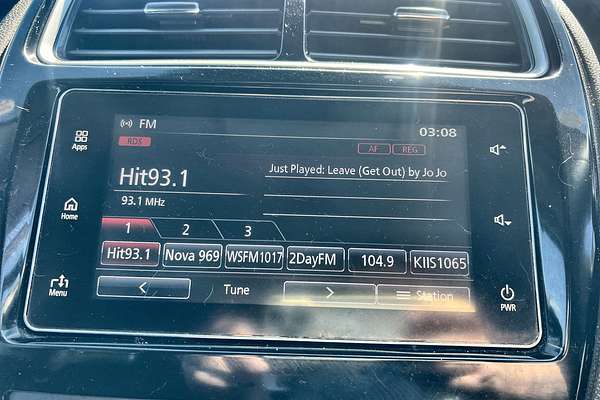 FM
03:08
RDS
AF REG
Apps
Hit93.1
Just Played: Leave (Get Out) by Jo Jo
93.1 MHz
Home
1 2 3
Hit93.1 Nova 969 WSFM1017 2DayFM 104.9 KIIS1065
Menu
< Tune > Station
PWR